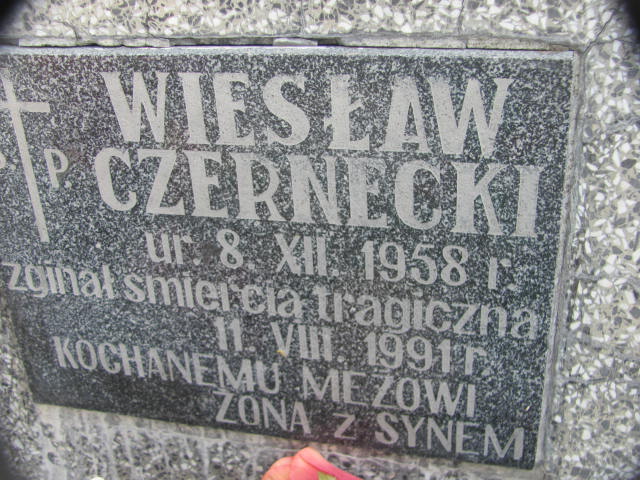 WIESŁAW
Ś P. CZERNECKI
ur. 8. XII. 1958 r.
zginął śmiercią tragiczną
11. VIII. 1991 r.
KOCHANEMU MĘŻOWI
ŻONA Z SYNEM